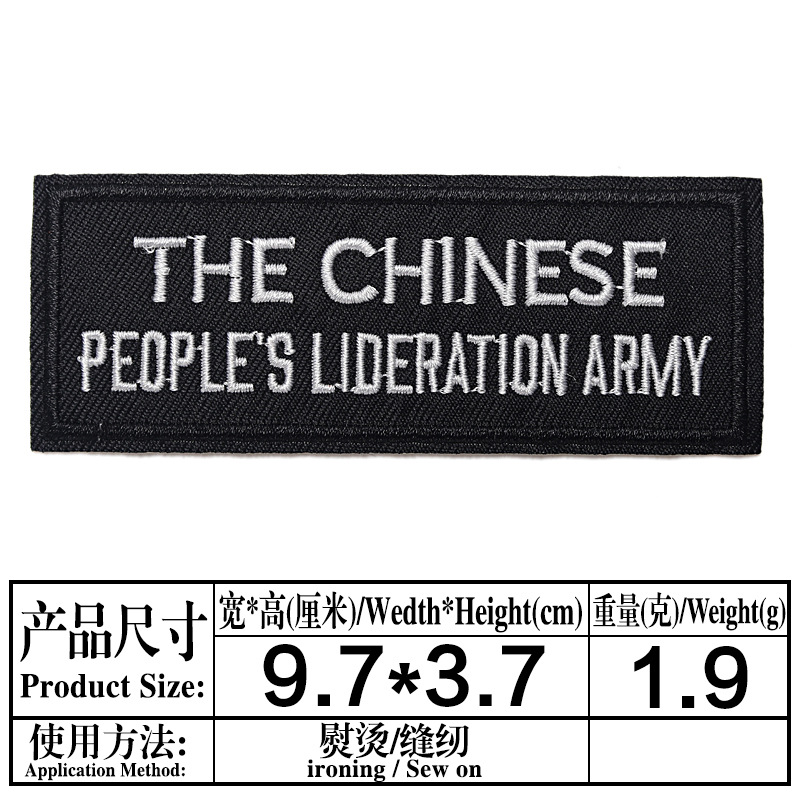 THE CHINESE
PEOPLE'S LIDERATION ARMY
产品尺寸
Product Size:
宽*高(厘米)/Wedth*Height(cm)
重量(克)/Weight(g)
9.7*3.7
1.9
使用方法:
Application Method:
熨烫/缝纫
ironing / Sew on